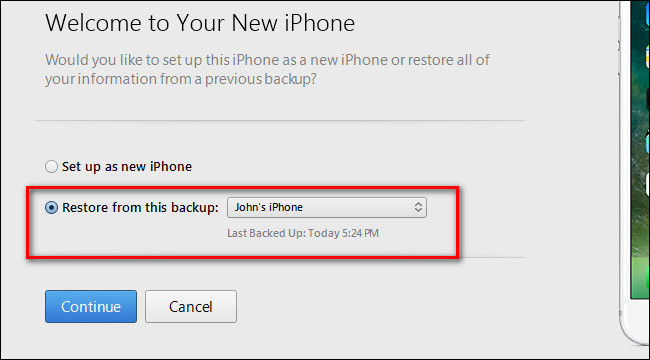 Welcome to Your New iPhone
Would you like to set up this iPhone as a new iPhone or restore all of
your information from a previous backup?
Set up as new iPhone
Restore from this backup: John's iPhone
Last Backed Up: Today 5:24 PM
Continue Cancel